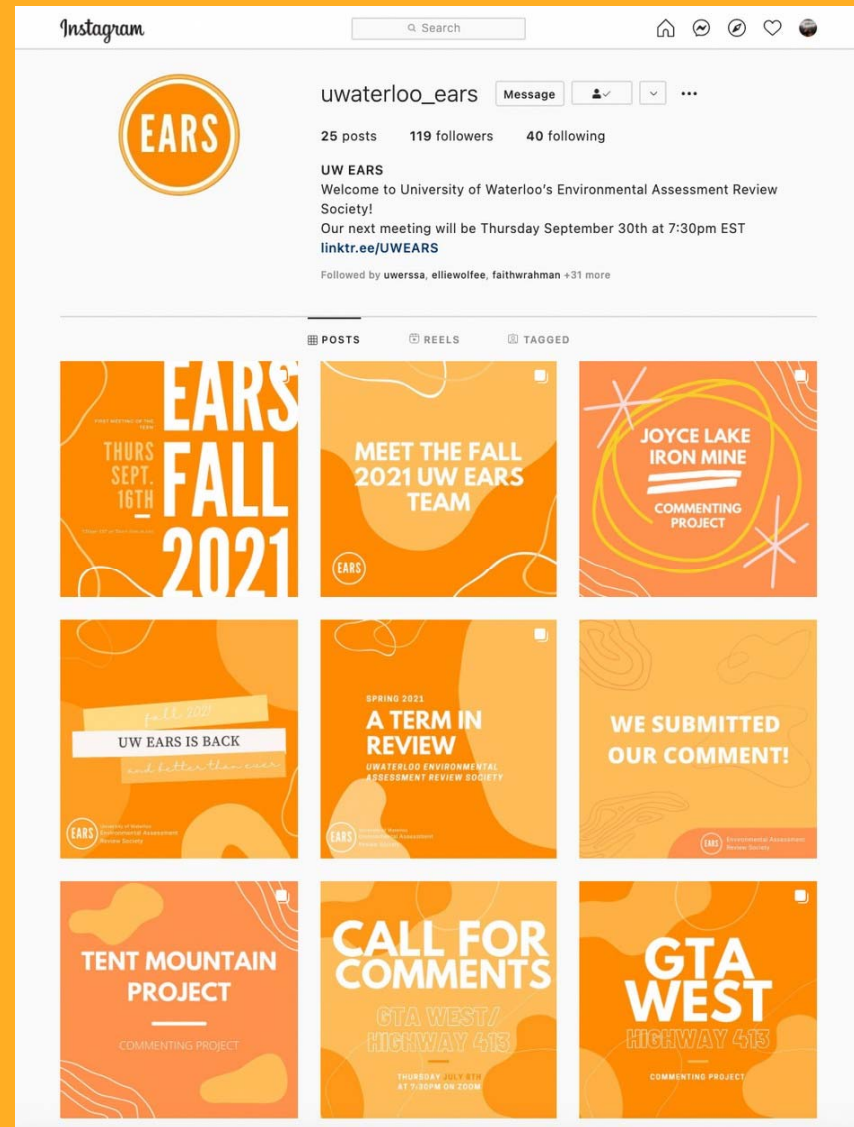 Instagram
Search
EARS
uwaterloo_ears
Message
25 posts 119 followers 40 following
UW EARS
Welcome to University of Waterloo's Environmental Assessment Review
Society!
Our next meeting will be Thursday September 30th at 7:30pm EST
linktr.ee/UWEARS
Followed by uwerssa, elliewolfee, faithwrahman +31 more
POSTS REELS TAGGED
FIRST MEETING OF THE
TERM
THURS
SEPT.
16TH
EARS
FALL
2021
MEET THE FALL
2021 UW EARS
TEAM
EARS
JOYCE LAKE
IRON MINE
COMMENTING
PROJECT
fall 2021
UW EARS IS BACK
and better than ever
EARS
University of Waterloo
Environmental Assessment
Review Society
SPRING 2021
A TERM IN
REVIEW
UWATERLOO ENVIRONMENTAL
ASSESSMENT REVIEW SOCIETY
EARS
University of Waterloo
Environmental Assessment
Review Society
WE SUBMITTED
OUR COMMENT!
EARS
Environmental Assessment
Review Society
TENT MOUNTAIN
PROJECT
COMMENTING PROJECT
CALL FOR
COMMENTS
GTA WEST/
HIGHWAY 413
THURSDAY JULY 8TH
AT 7:30PM ON ZOOM
GTA
WEST
HIGHWAY 413
COMMENTING PROJECT